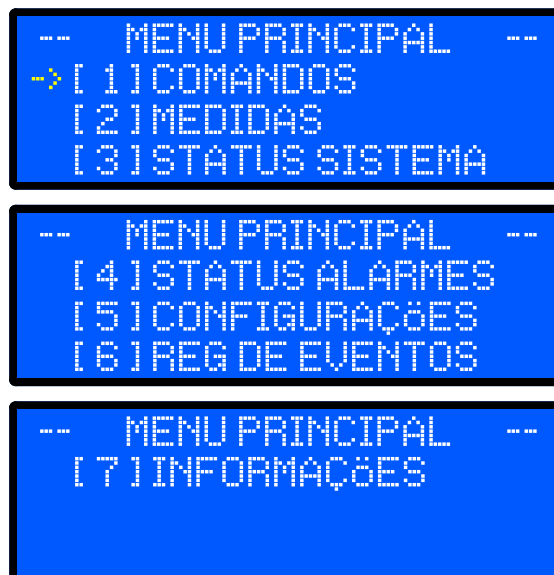 -- MENU PRINCIPAL --
->[1]COMANDOS
[2]MEDIDAS
[3]STATUS SISTEMA
-- MENU PRINCIPAL --
[4]STATUS ALARMES
[5]CONFIGURAÇöES
[6]REG DE EVENTOS
-- MENU PRINCIPAL --
[7]INFORMAÇöES